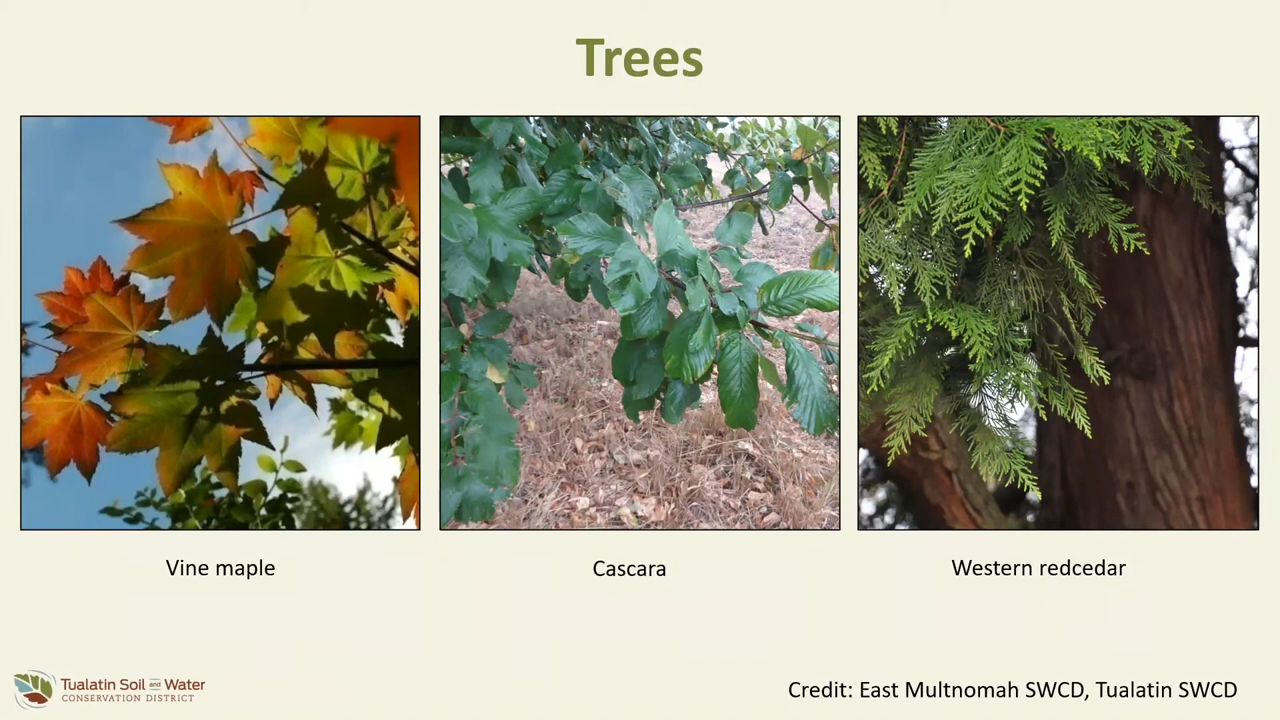 Trees
Vine maple
Cascara
Western redcedar
Tualatin Soil and Water
CONSERVATION DISTRICT
Credit: East Multnomah SWCD, Tualatin SWCD